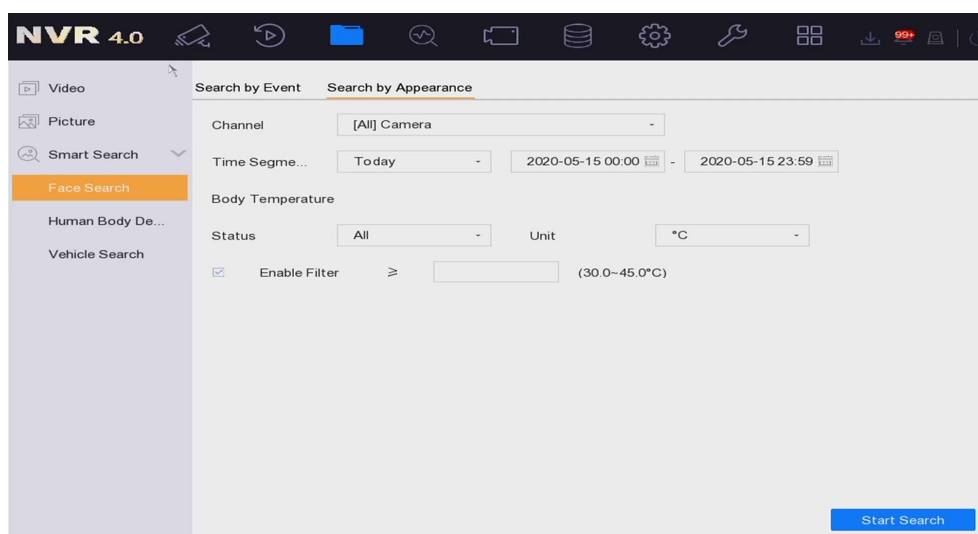 NVR 4.0
99+
Video
Picture
Smart Search
Face Search
Human Body De...
Vehicle Search
Search by Event Search by Appearance
Channel [All] Camera
Time Segme... Today 2020-05-15 00:00 - 2020-05-15 23:59
Body Temperature
Status All Unit °C
Enable Filter ≥ (30.0~45.0°C)
Start Search